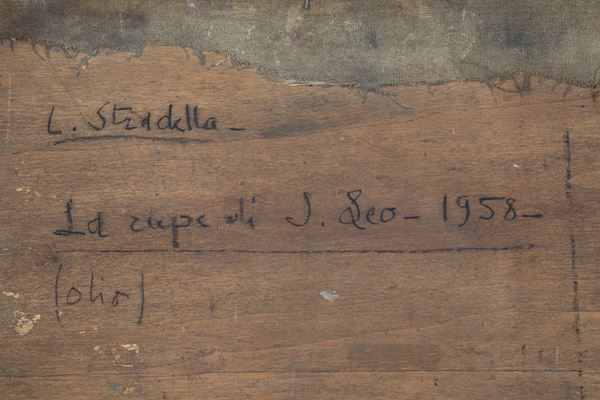 L. Stradella -
La rupe di S. Leo - 1958 -
(olio)